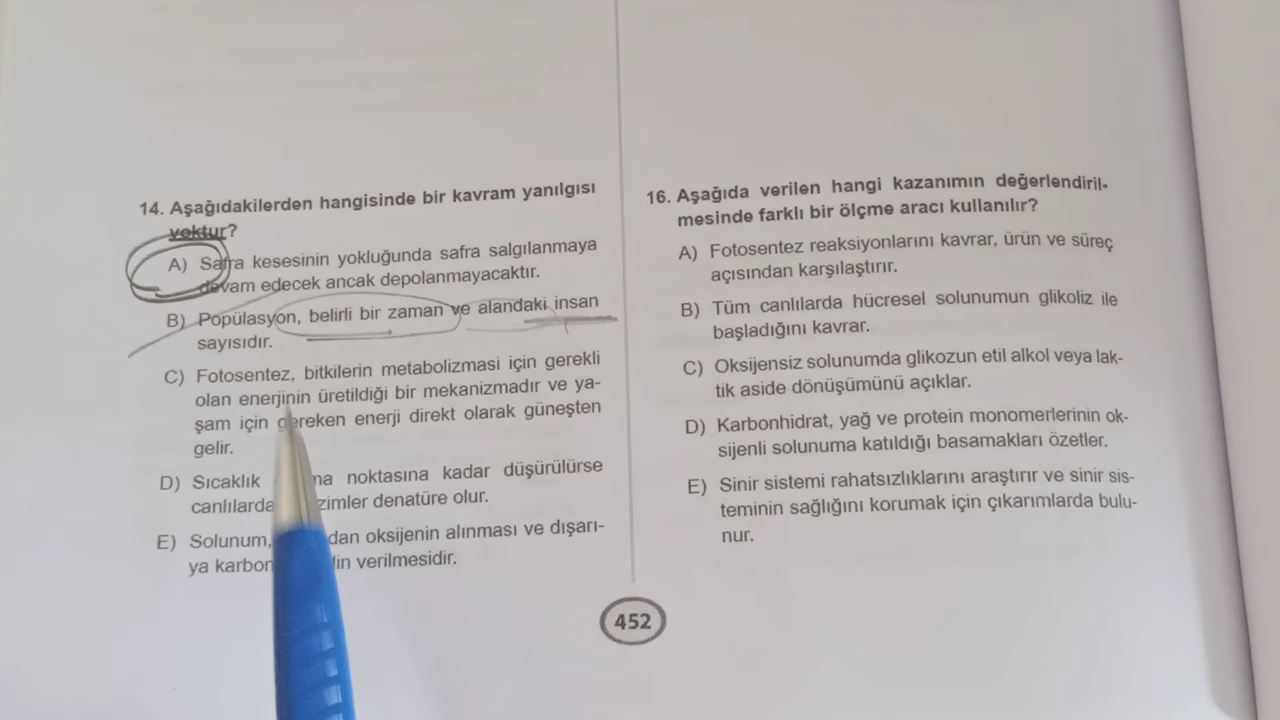 14. Aşağıdakilerden hangisinde bir kavram yanılgısı
yoktur?
A) Safra kesesinin yokluğunda safra salgılanmaya
devam edecek ancak depolanmayacaktır.
B) Popülasyon, belirli bir zaman ve alandaki insan
sayısıdır.
C) Fotosentez, bitkilerin metabolizması için gerekli
olan enerjinin üretildiği bir mekanizmadır ve ya-
şam için gereken enerji direkt olarak güneşten
gelir.
D) Sıcaklık noktasına kadar düşürülürse
canlılarda denatüre olur.
E) Solunum, oksijenin alınması ve dışarı-
ya verilmesidir.
16. Aşağıda verilen hangi kazanımın değerlendiril-
mesinde farklı bir ölçme aracı kullanılır?
A) Fotosentez reaksiyonlarını kavrar, ürün ve süreç
açısından karşılaştırır.
B) Tüm canlılarda hücresel solunumun glikoliz ile
başladığını kavrar.
C) Oksijensiz solunumda glikozun etil alkol veya lak-
tik aside dönüşümünü açıklar.
D) Karbonhidrat, yağ ve protein monomerlerinin ok-
sijenli solunuma katıldığı basamakları özetler.
E) Sinir sistemi rahatsızlıklarını araştırır ve sinir sis-
teminin sağlığını korumak için çıkarımlarda bulu-
nur.
452